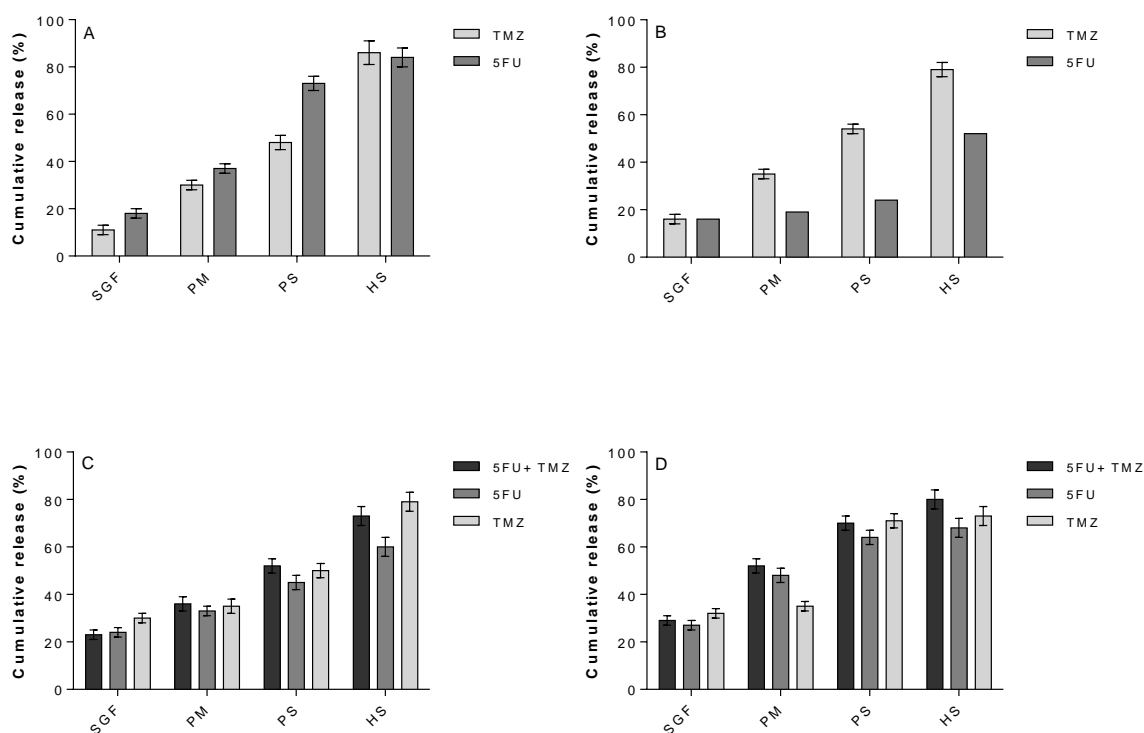 A
Cumulative release (%)
100
80
60
40
20
0
SGF
PM
PS
HS
TMZ
5FU
B
Cumulative release (%)
100
80
60
40
20
0
SGF
PM
PS
HS
TMZ
5FU
C
Cumulative release (%)
100
80
60
40
20
0
SGF
PM
PS
HS
5FU+ TMZ
5FU
TMZ
D
Cumulative release (%)
100
80
60
40
20
0
SGF
PM
PS
HS
5FU+ TMZ
5FU
TMZ